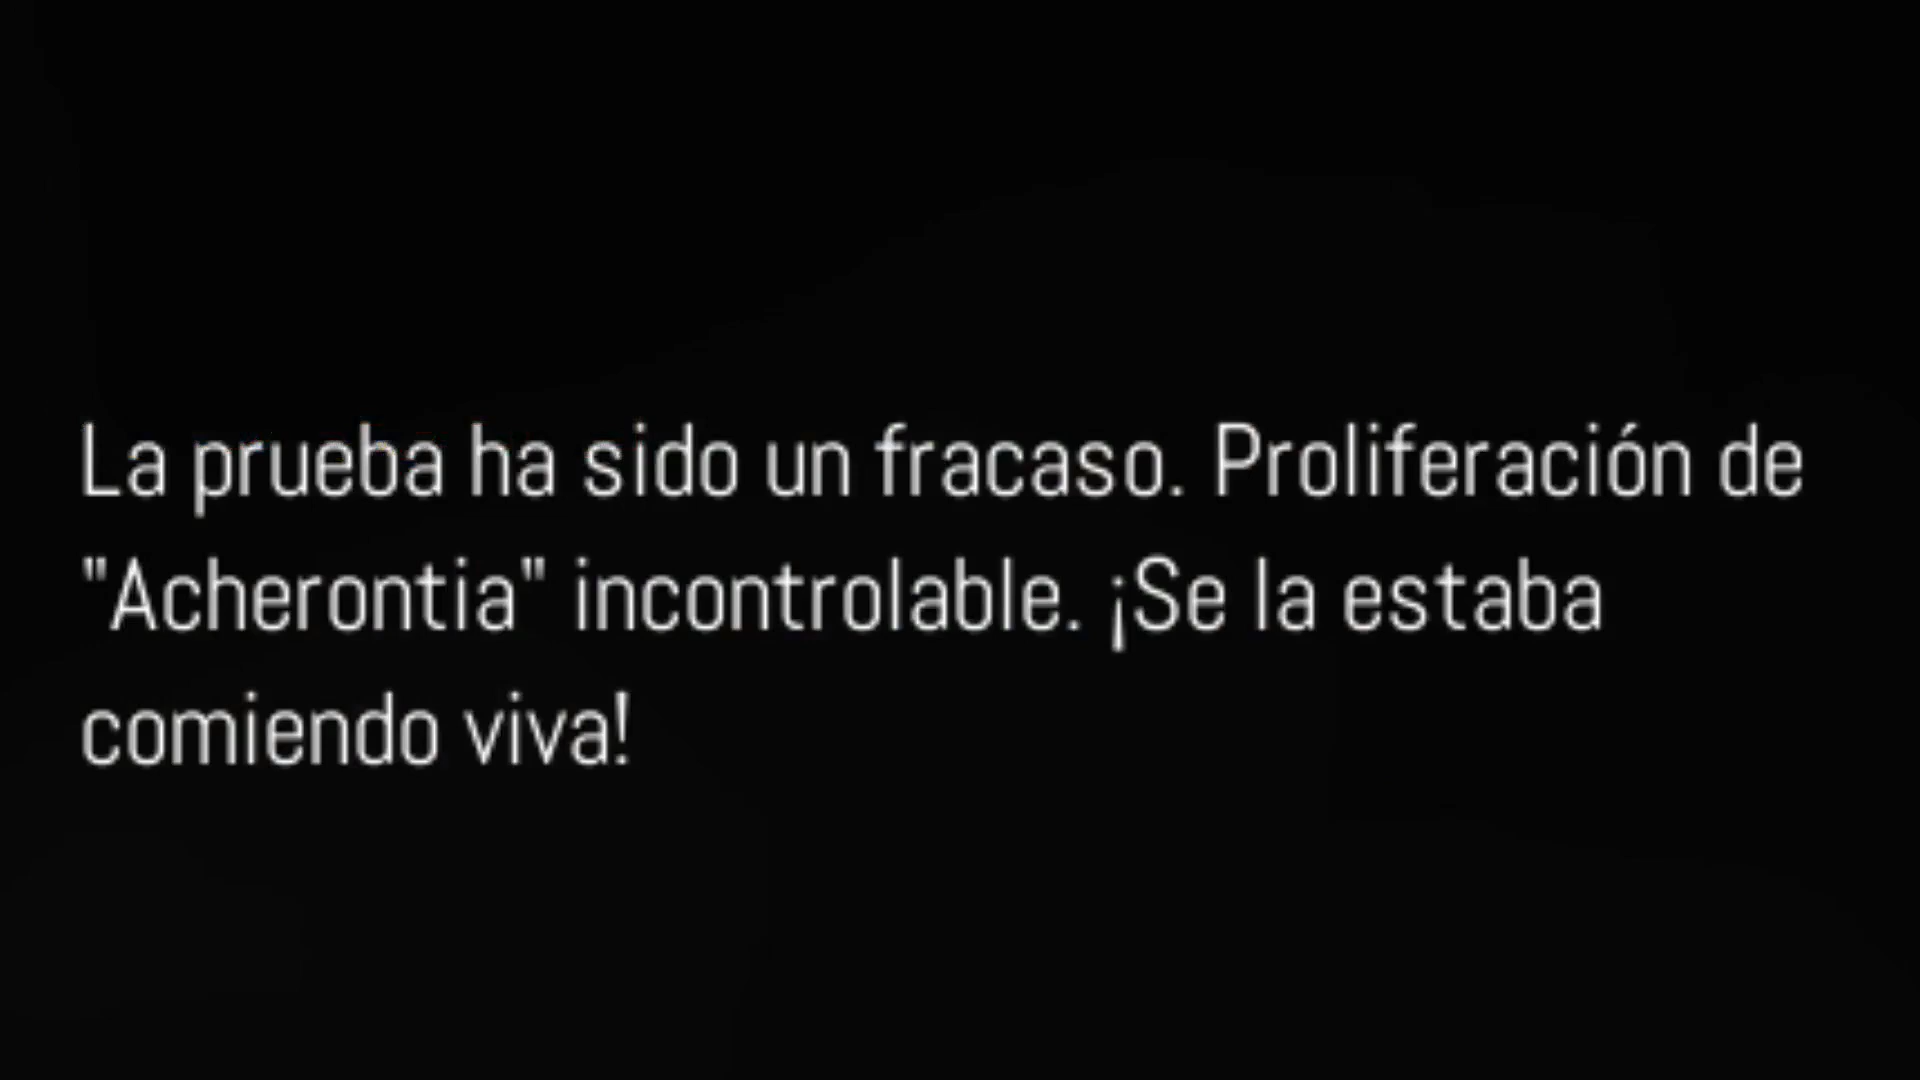 La prueba ha sido un fracaso. Proliferación de
"Acherontia" incontrolable. ¡Se la estaba
comiendo viva!